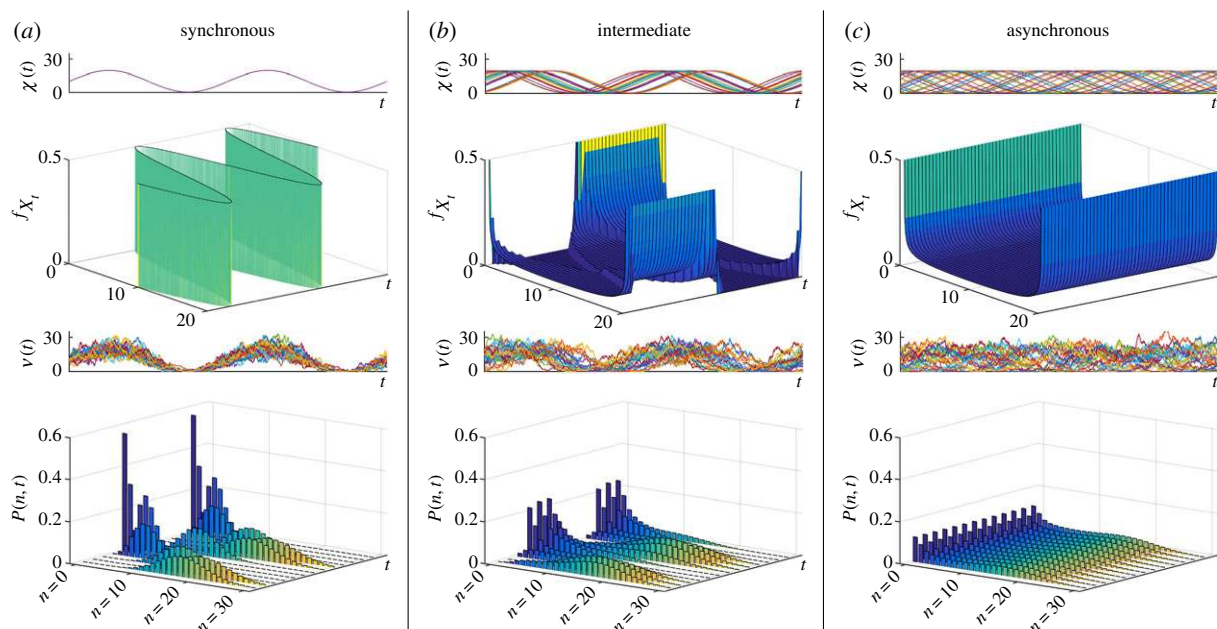 (a) synchronous
30
0
χ(t)
t
0.5
0
f_{X_t}
0
10
20
t
30
0
v(t)
t
0.6
0.4
0.2
0
P(n, t)
n = 0
n = 10
n = 20
n = 30
t
(b) intermediate
30
0
χ(t)
t
0.5
0
f_{X_t}
0
10
20
t
30
0
v(t)
t
0.6
0.4
0.2
0
P(n, t)
n = 0
n = 10
n = 20
n = 30
t
(c) asynchronous
30
0
χ(t)
t
0.5
0
f_{X_t}
0
10
20
t
30
0
v(t)
t
0.6
0.4
0.2
0
P(n, t)
n = 0
n = 10
n = 20
n = 30
t